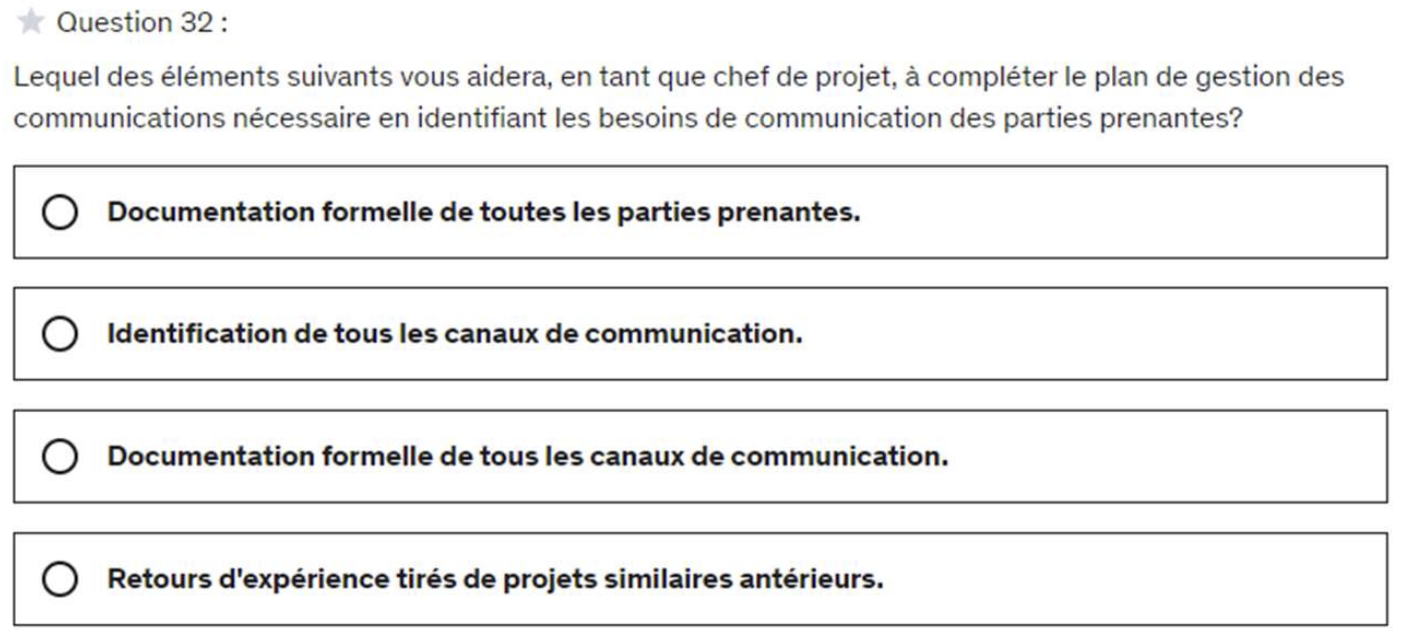 Question 32 :
Lequel des éléments suivants vous aidera, en tant que chef de projet, à compléter le plan de gestion des
communications nécessaire en identifiant les besoins de communication des parties prenantes?
Documentation formelle de toutes les parties prenantes.
Identification de tous les canaux de communication.
Documentation formelle de tous les canaux de communication.
Retours d'expérience tirés de projets similaires antérieurs.